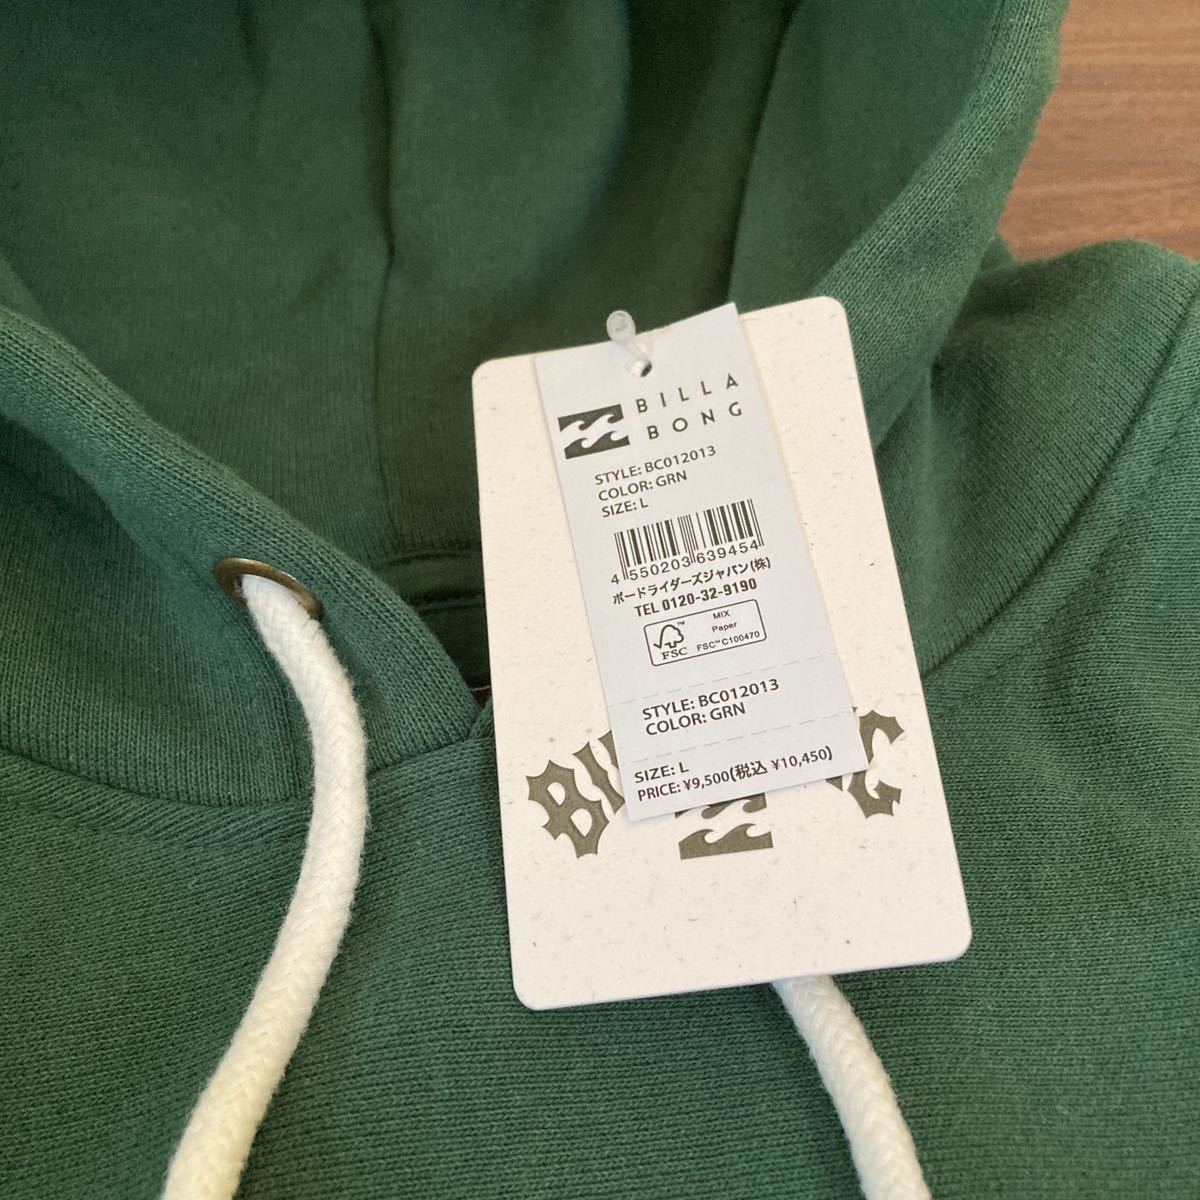 BILLA
BONG
STYLE: BC012013
COLOR: GRN
SIZE: L
4 550203 639454
ボードライダーズジャパン(株)
TEL 0120-32-9190
FSC
MIX
Paper
FSC™ C100470
STYLE: BC012013
COLOR: GRN
SIZE: L
PRICE: ¥9,500(税込 ¥10,450)